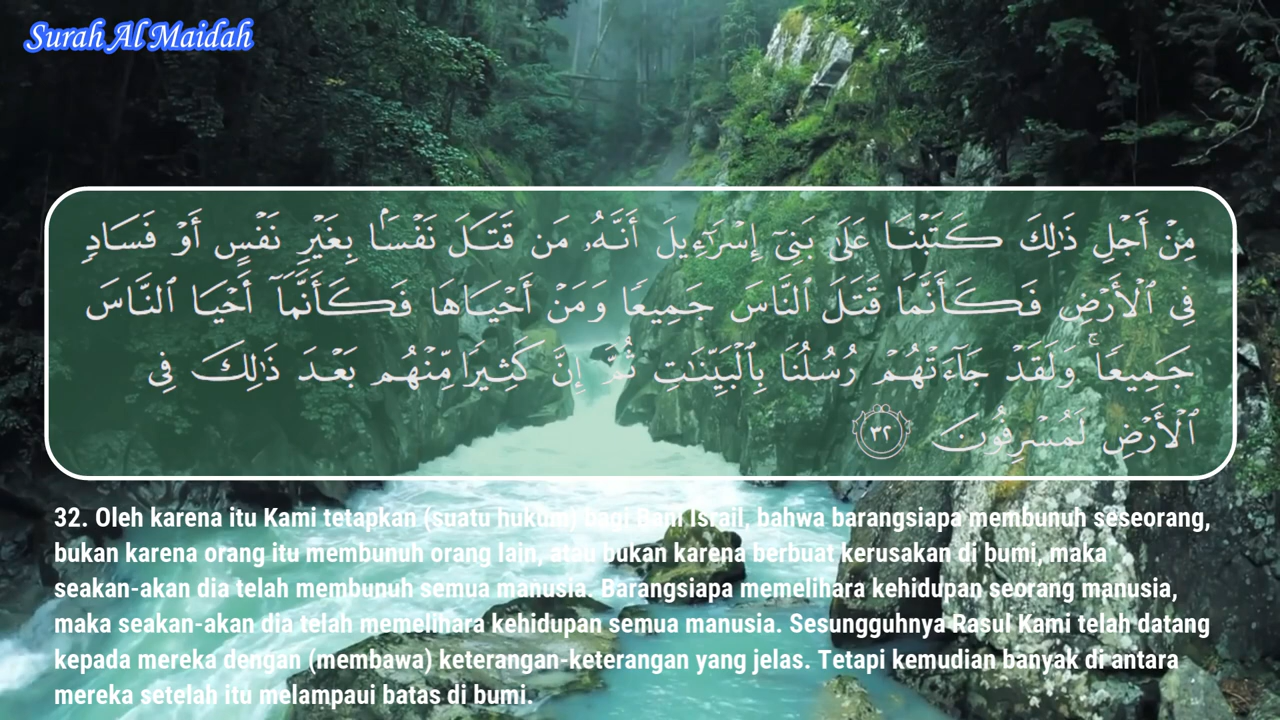 Surah Al Maidah
مِنْ أَجْلِ ذَٰلِكَ كَتَبْنَا عَلَىٰ بَنِىٓ إِسْرَٰٓءِيلَ أَنَّهُۥ مَن قَتَلَ نَفْسًۢا بِغَيْرِ نَفْسٍ أَوْ فَسَادٍ
فِى ٱلْأَرْضِ فَكَأَنَّمَا قَتَلَ ٱلنَّاسَ جَمِيعًا وَمَنْ أَحْيَاهَا فَكَأَنَّمَآ أَحْيَا ٱلنَّاسَ
جَمِيعًا ۚ وَلَقَدْ جَآءَتْهُمْ رُسُلُنَا بِٱلْبَيِّنَٰتِ ثُمَّ إِنَّ كَثِيرًا مِّنْهُم بَعْدَ ذَٰلِكَ فِى
ٱلْأَرْضِ لَمُسْرِفُونَ ٣٢
32. Oleh karena itu Kami tetapkan (suatu hukum) bagi Bani Israil, bahwa barangsiapa membunuh seseorang,
bukan karena orang itu membunuh orang lain, atau bukan karena berbuat kerusakan di bumi, maka
seakan-akan dia telah membunuh semua manusia. Barangsiapa memelihara kehidupan seorang manusia,
maka seakan-akan dia telah memelihara kehidupan semua manusia. Sesungguhnya Rasul Kami telah datang
kepada mereka dengan (membawa) keterangan-keterangan yang jelas. Tetapi kemudian banyak di antara
mereka setelah itu melampaui batas di bumi.